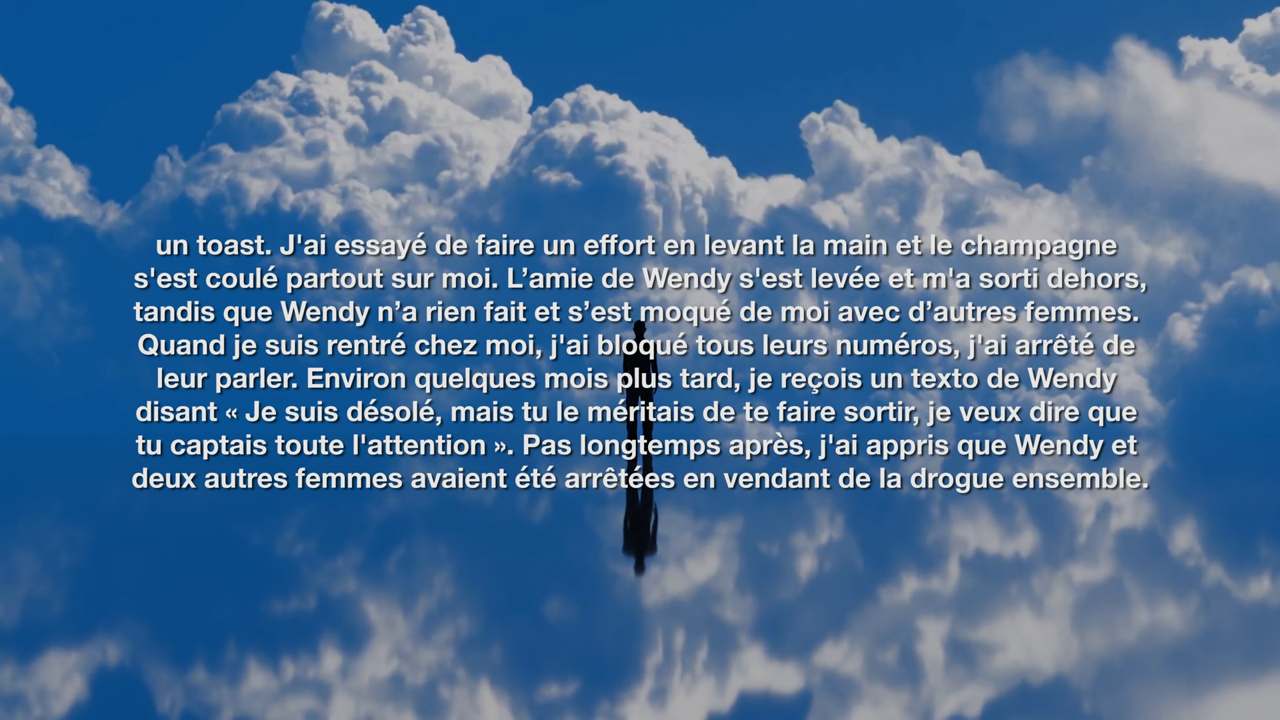 un toast. J'ai essayé de faire un effort en levant la main et le champagne
s'est coulé partout sur moi. L’amie de Wendy s'est levée et m'a sorti dehors,
tandis que Wendy n’a rien fait et s’est moqué de moi avec d’autres femmes.
Quand je suis rentré chez moi, j'ai bloqué tous leurs numéros, j'ai arrêté de
leur parler. Environ quelques mois plus tard, je reçois un texto de Wendy
disant « Je suis désolé, mais tu le méritais de te faire sortir, je veux dire que
tu captais toute l'attention ». Pas longtemps après, j'ai appris que Wendy et
deux autres femmes avaient été arrêtées en vendant de la drogue ensemble.